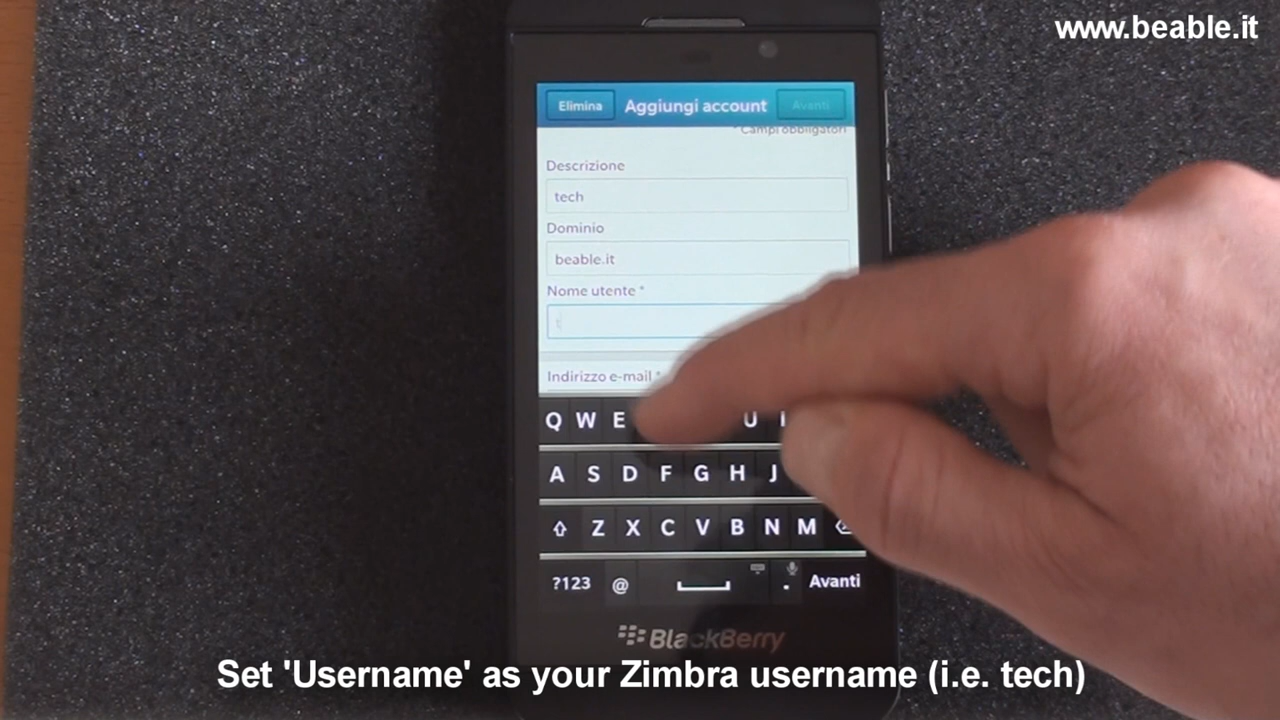 www.beable.it
Elimina Aggiungi account Avanti
* Campi obbligatori
Descrizione
tech
Dominio
beable.it
Nome utente *
t
Indirizzo e-mail *
Q W E U I
A S D F G H J
Z X C V B N M
?123 @ . Avanti
BlackBerry
Set 'Username' as your Zimbra username (i.e. tech)